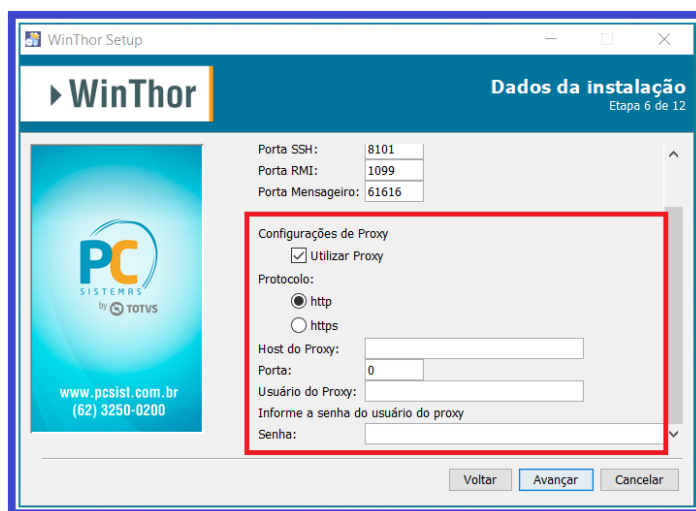 WinThor Setup
WinThor
Dados da instalação
Etapa 6 de 12
PC
SISTEMAS
by TOTVS
www.pcsist.com.br
(62) 3250-0200
Porta SSH: 8101
Porta RMI: 1099
Porta Mensageiro: 61616
Configurações de Proxy
Utilizar Proxy
Protocolo:
http
https
Host do Proxy:
Porta: 0
Usuário do Proxy:
Informe a senha do usuário do proxy
Senha:
Voltar Avançar Cancelar